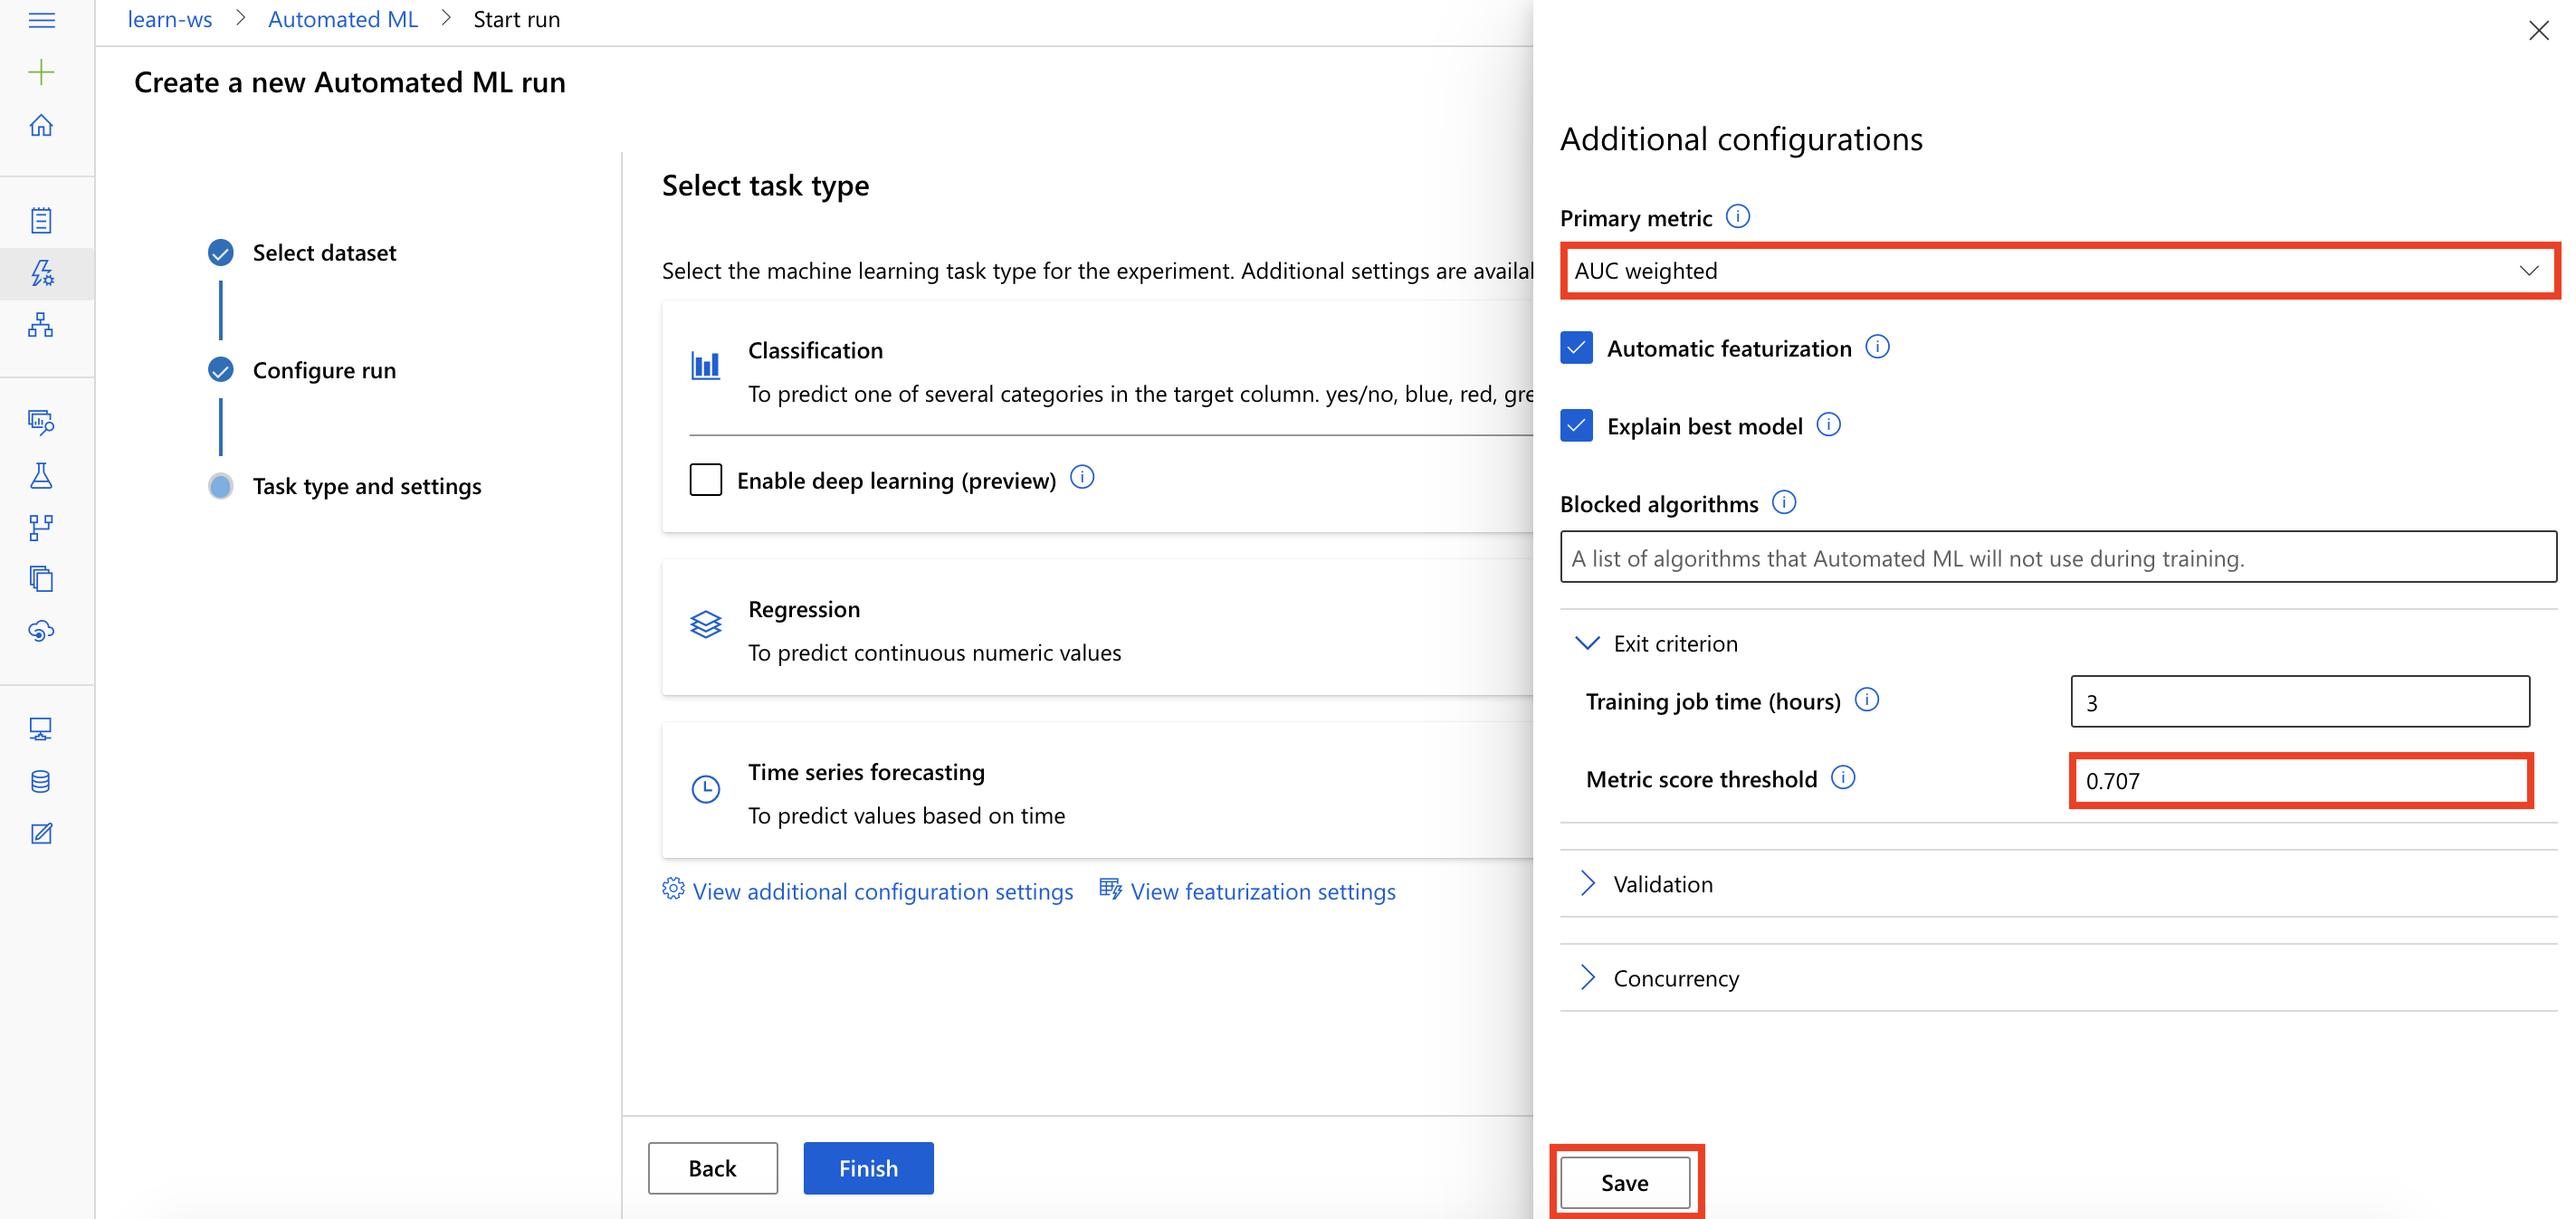 learn-ws > Automated ML > Start run
Create a new Automated ML run
Select dataset
Configure run
Task type and settings
Select task type
Select the machine learning task type for the experiment. Additional settings are availal
Classification
To predict one of several categories in the target column. yes/no, blue, red, gre
Enable deep learning (preview)
Regression
To predict continuous numeric values
Time series forecasting
To predict values based on time
View additional configuration settings
View featurization settings
Back
Finish
Additional configurations
Primary metric
AUC weighted
Automatic featurization
Explain best model
Blocked algorithms
A list of algorithms that Automated ML will not use during training.
Exit criterion
Training job time (hours)
3
Metric score threshold
0.707
Validation
Concurrency
Save